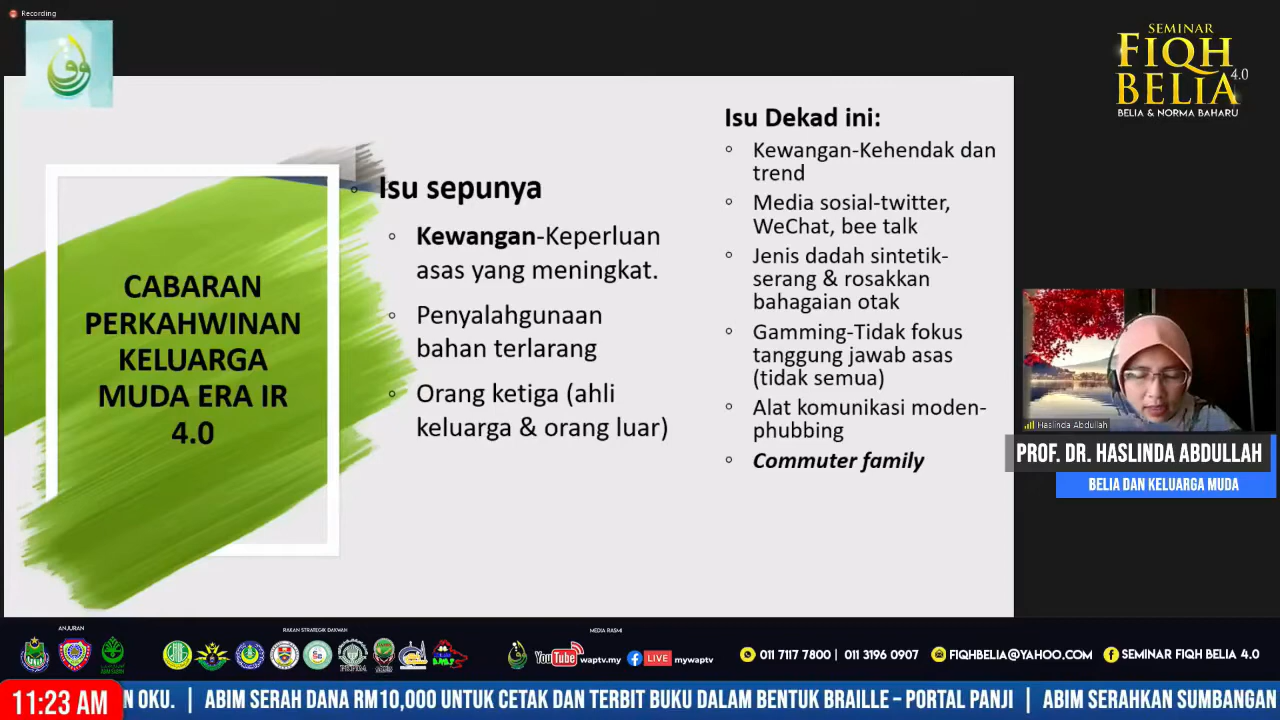 Recording
SEMINAR
FIQH
BELIA 4.0
BELIA & NORMA BAHARU
CABARAN
PERKAHWINAN
KELUARGA
MUDA ERA IR
4.0
Isu sepunya
Kewangan-Keperluan
asas yang meningkat.
Penyalahgunaan
bahan terlarang
Orang ketiga (ahli
keluarga & orang luar)
Isu Dekad ini:
Kewangan-Kehendak dan
trend
Media sosial-twitter,
WeChat, bee talk
Jenis dadah sintetik-
serang & rosakkan
bahagaian otak
Gamming-Tidak fokus
tanggung jawab asas
(tidak semua)
Alat komunikasi moden-
phubbing
Commuter family
Haslinda Abdullah
PROF. DR. HASLINDA ABDULLAH
BELIA DAN KELUARGA MUDA
ANJURAN
RAKAN STRATEGIK DAKWAH
MEDIA RASMI
YouTube waptv.my LIVE mywaptv
011 7117 7800 | 011 3196 0907
FIQHBELIA@YAHOO.COM
SEMINAR FIQH BELIA 4.0
11:23 AM
N OKU. | ABIM SERAH DANA RM10,000 UNTUK CETAK DAN TERBIT BUKU DALAM BENTUK BRAILLE – PORTAL PANJI | ABIM SERAHKAN SUMBANGAN